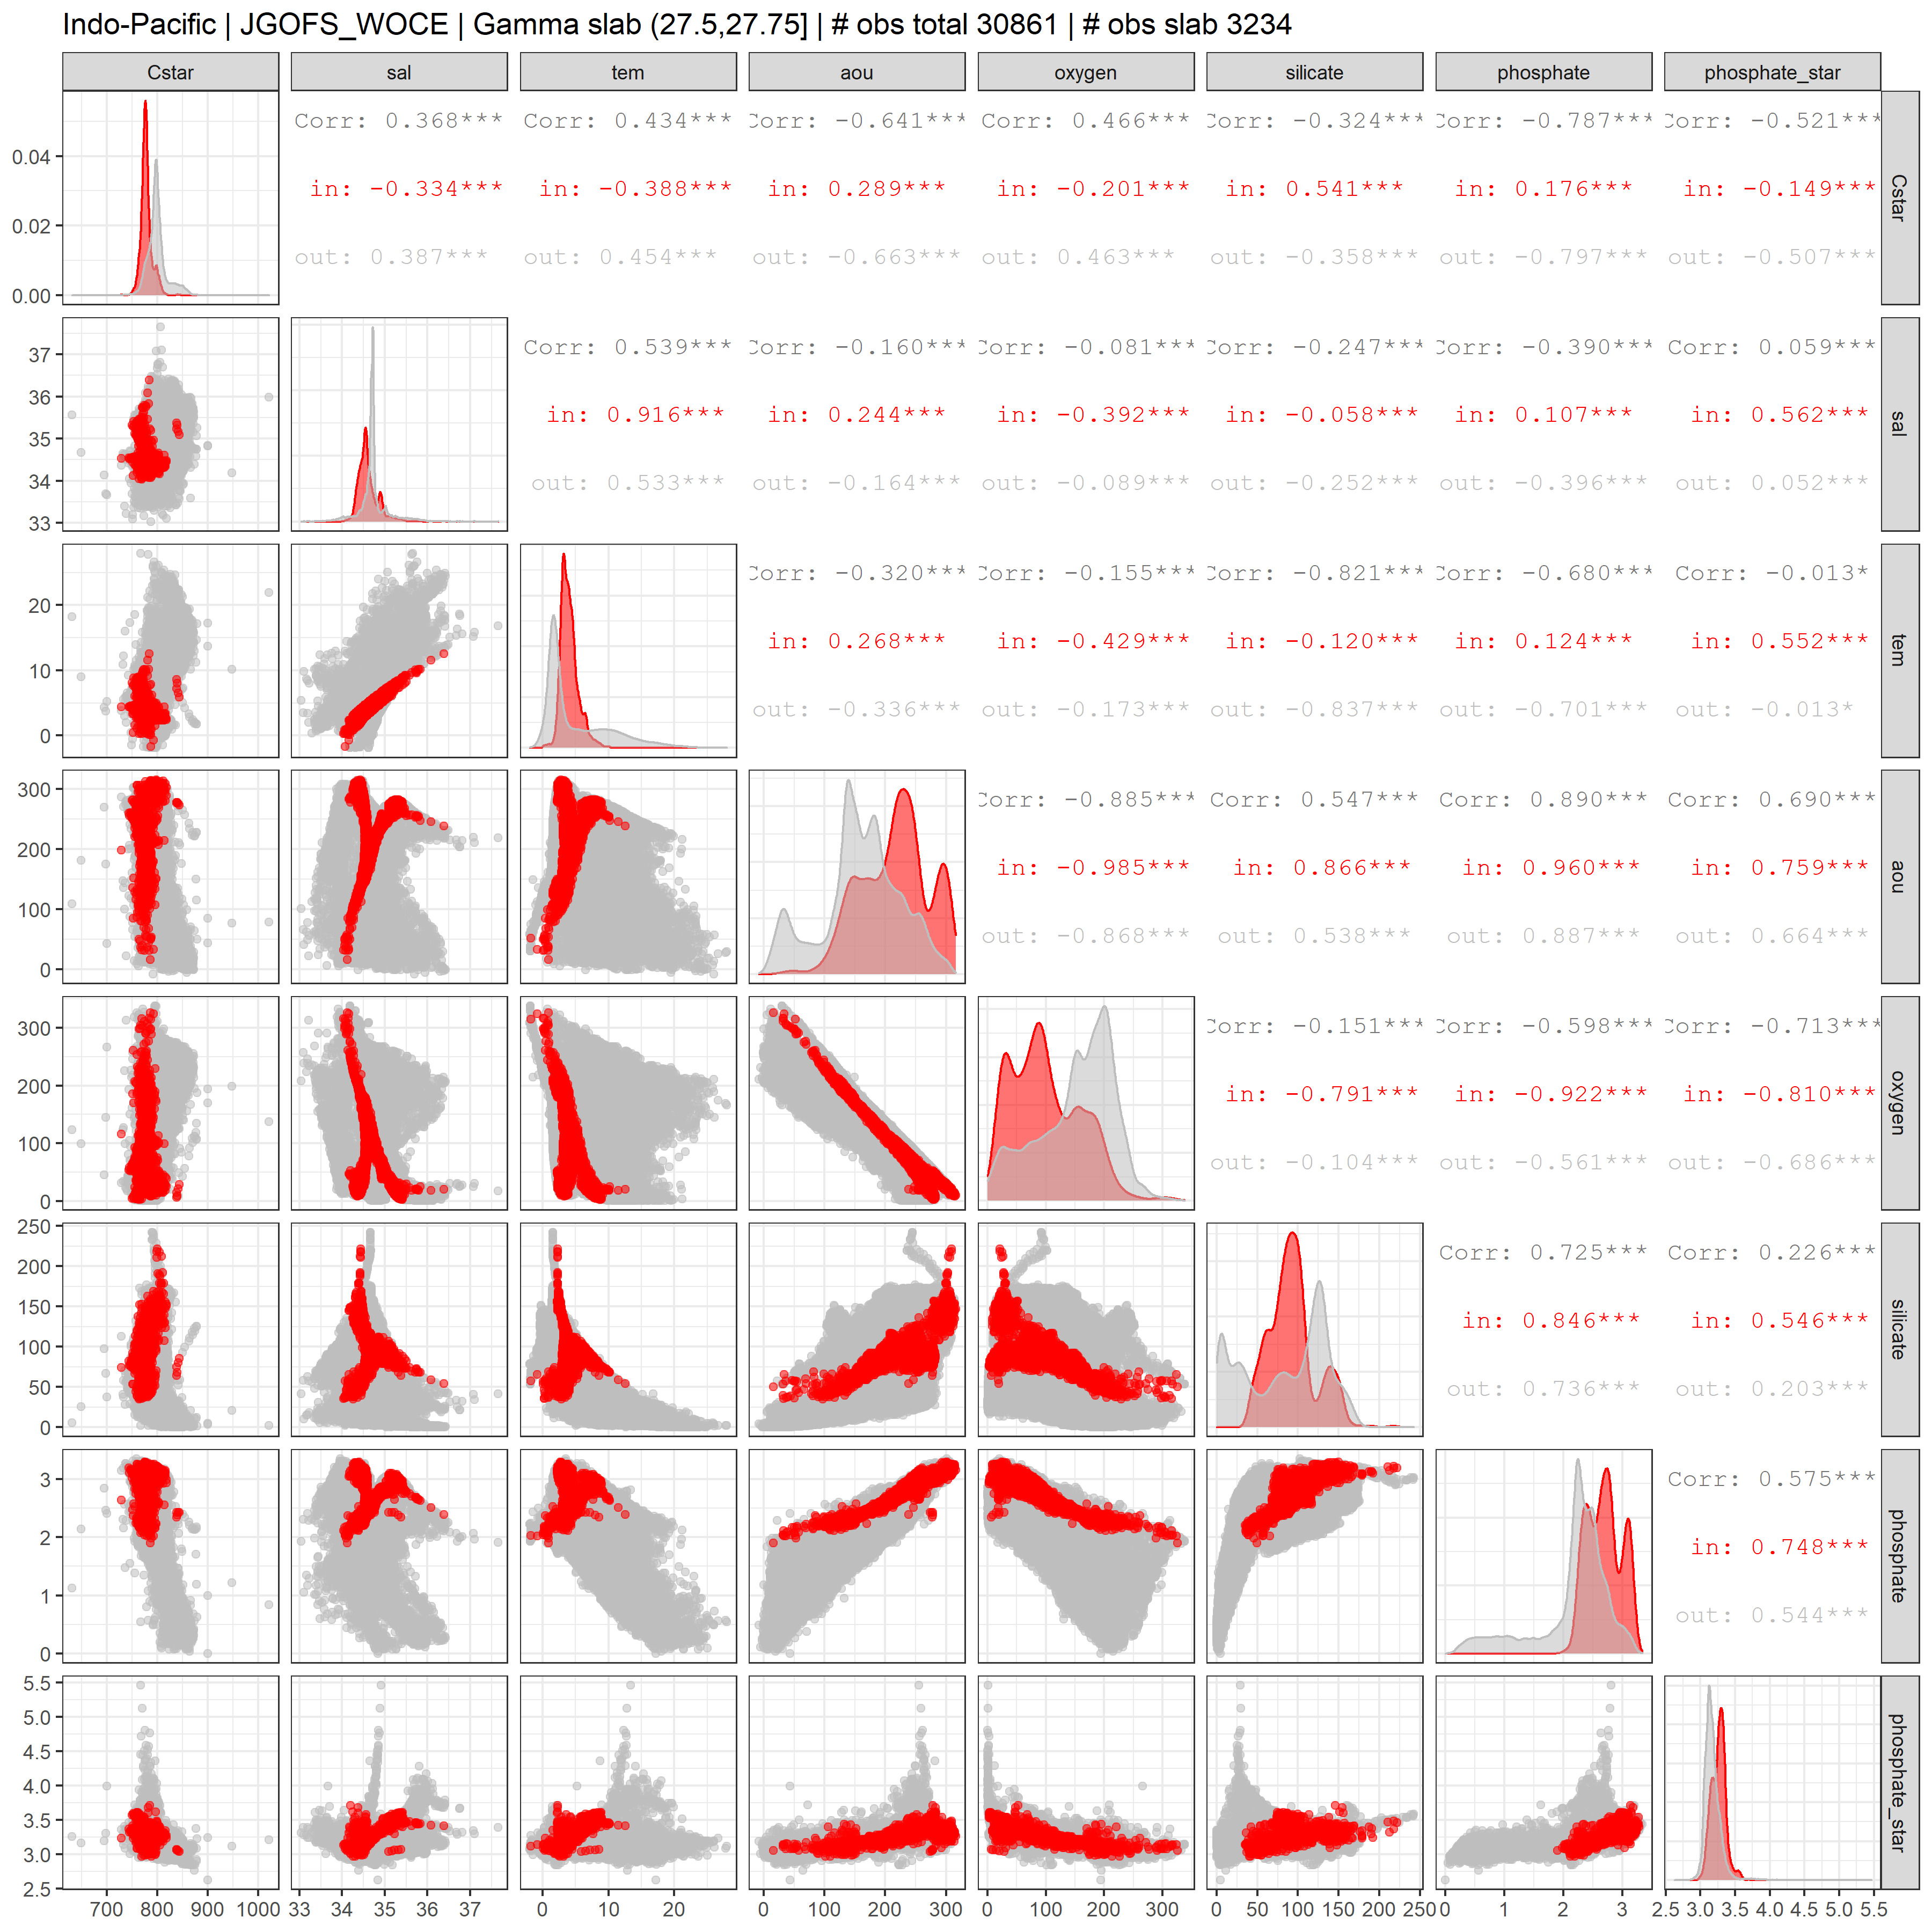 Indo-Pacific | JGOFS_WOCE | Gamma slab (27.5,27.75] | # obs total 30861 | # obs slab 3234
Cstar sal tem aou oxygen silicate phosphate phosphate_star
Corr: 0.368*** Corr: 0.434*** Corr: -0.641*** Corr: 0.466*** Corr: -0.324*** Corr: -0.787*** Corr: -0.521***
in: -0.334*** in: -0.388*** in: 0.289*** in: -0.201*** in: 0.541*** in: 0.176*** in: -0.149***
out: 0.387*** out: 0.454*** out: -0.663*** out: 0.463*** out: -0.358*** out: -0.797*** out: -0.507***
Cstar
0.04
0.02
0.00
Corr: 0.539*** Corr: -0.160*** Corr: -0.081*** Corr: -0.247*** Corr: -0.390*** Corr: 0.059***
in: 0.916*** in: 0.244*** in: -0.392*** in: -0.058*** in: 0.107*** in: 0.562***
out: 0.533*** out: -0.164*** out: -0.089*** out: -0.252*** out: -0.396*** out: 0.052***
sal
37
36
35
34
33
Corr: -0.320*** Corr: -0.155*** Corr: -0.821*** Corr: -0.680*** Corr: -0.013*
in: 0.268*** in: -0.429*** in: -0.120*** in: 0.124*** in: 0.552***
out: -0.336*** out: -0.173*** out: -0.837*** out: -0.701*** out: -0.013*
tem
20
10
0
Corr: -0.885*** Corr: 0.547*** Corr: 0.890*** Corr: 0.690***
in: -0.985*** in: 0.866*** in: 0.960*** in: 0.759***
out: -0.868*** out: 0.538*** out: 0.887*** out: 0.664***
aou
300
200
100
0
Corr: -0.151*** Corr: -0.598*** Corr: -0.713***
in: -0.791*** in: -0.922*** in: -0.810***
out: -0.104*** out: -0.561*** out: -0.686***
oxygen
300
200
100
0
Corr: 0.725*** Corr: 0.226***
in: 0.846*** in: 0.546***
out: 0.736*** out: 0.203***
silicate
250
200
150
100
50
0
Corr: 0.575***
in: 0.748***
out: 0.544***
phosphate
3
2
1
0
phosphate_star
5.5
5.0
4.5
4.0
3.5
3.0
2.5
700 800 900 1000 33 34 35 36 37 0 10 20 0 100 200 300 0 100 200 300 0 50 100 150 200 250 0 1 2 3 2.5 3.0 3.5 4.0 4.5 5.0 5.5